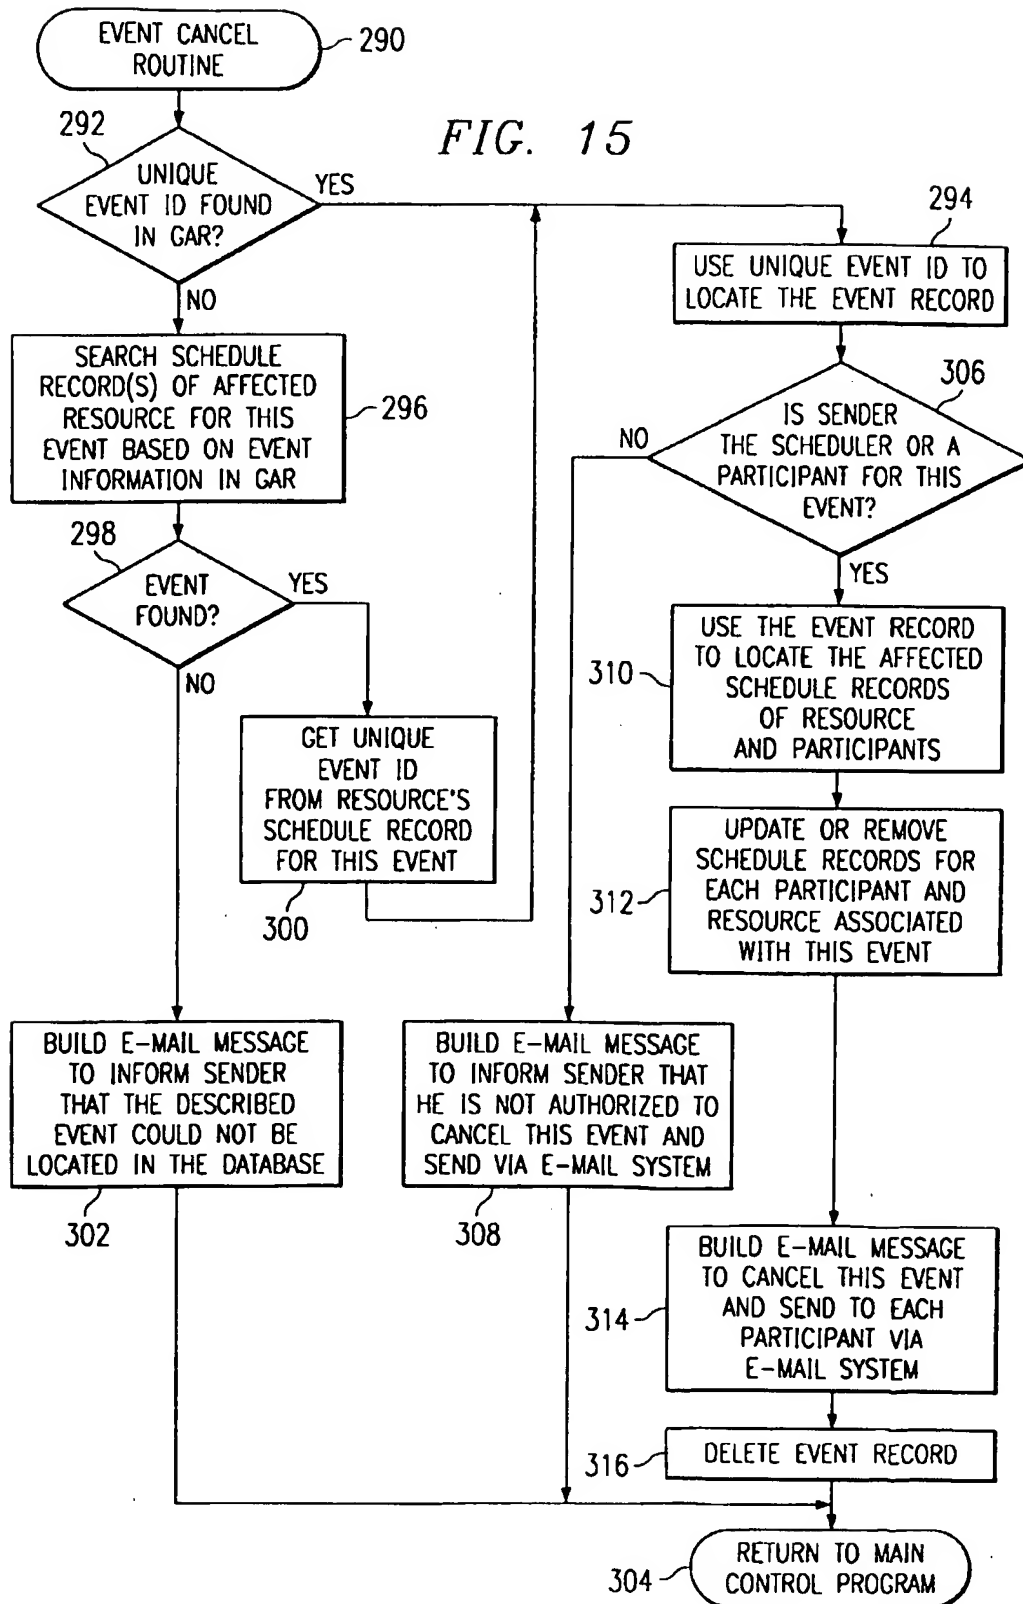 EVENT CANCEL
ROUTINE
290
FIG. 15
292
UNIQUE
EVENT ID FOUND
IN GAR?
YES
NO
294
USE UNIQUE EVENT ID TO
LOCATE THE EVENT RECORD
SEARCH SCHEDULE
RECORD(S) OF AFFECTED
RESOURCE FOR THIS
EVENT BASED ON EVENT
INFORMATION IN GAR
296
306
IS SENDER
THE SCHEDULER OR A
PARTICIPANT FOR THIS
EVENT?
NO
YES
298
EVENT
FOUND?
YES
NO
GET UNIQUE
EVENT ID
FROM RESOURCE'S
SCHEDULE RECORD
FOR THIS EVENT
300
310
USE THE EVENT RECORD
TO LOCATE THE AFFECTED
SCHEDULE RECORDS
OF RESOURCE
AND PARTICIPANTS
312
UPDATE OR REMOVE
SCHEDULE RECORDS FOR
EACH PARTICIPANT AND
RESOURCE ASSOCIATED
WITH THIS EVENT
BUILD E-MAIL MESSAGE
TO INFORM SENDER
THAT THE DESCRIBED
EVENT COULD NOT BE
LOCATED IN THE DATABASE
302
BUILD E-MAIL MESSAGE
TO INFORM SENDER THAT
HE IS NOT AUTHORIZED TO
CANCEL THIS EVENT AND
SEND VIA E-MAIL SYSTEM
308
314
BUILD E-MAIL MESSAGE
TO CANCEL THIS EVENT
AND SEND TO EACH
PARTICIPANT VIA
E-MAIL SYSTEM
316
DELETE EVENT RECORD
304
RETURN TO MAIN
CONTROL PROGRAM